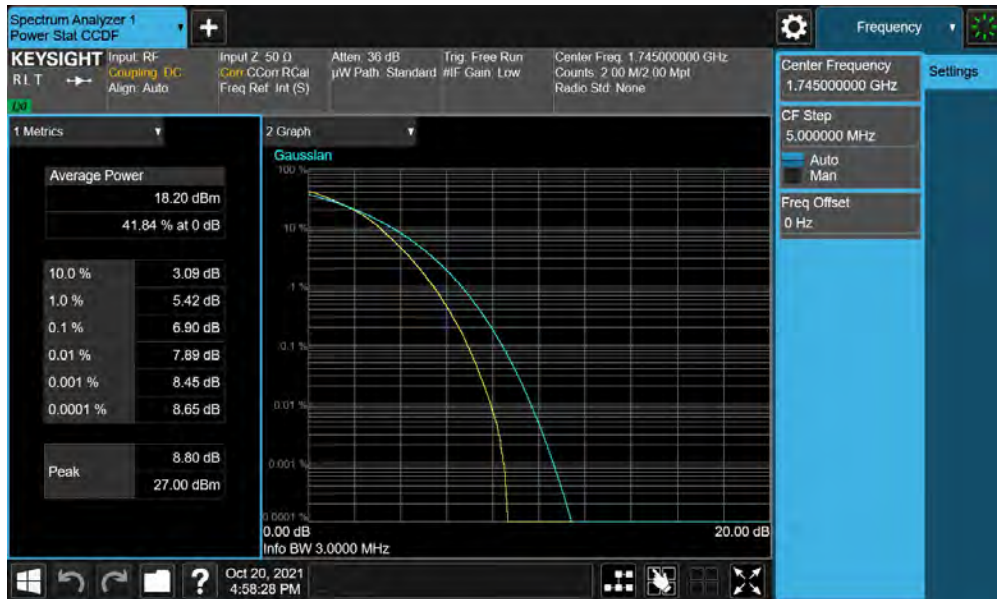 Spectrum Analyzer 1
Power Stat CCDF
+
Frequency
KEYSIGHT
RLT
LXI
Input: RF
Coupling: DC
Align: Auto
Input Z: 50 Ω
Corr CCorr RCal
Freq Ref: Int (S)
Atten: 36 dB
µW Path: Standard
Trig: Free Run
#IF Gain: Low
Center Freq: 1.745000000 GHz
Counts: 2.00 M/2.00 Mpt
Radio Std: None
Center Frequency
1.745000000 GHz
Settings
CF Step
5.000000 MHz
Auto
Man
Freq Offset
0 Hz
1 Metrics
Average Power
18.20 dBm
41.84 % at 0 dB
10.0 % 3.09 dB
1.0 % 5.42 dB
0.1 % 6.90 dB
0.01 % 7.89 dB
0.001 % 8.45 dB
0.0001 % 8.65 dB
Peak
8.80 dB
27.00 dBm
2 Graph
Gaussian
100 %
10 %
1 %
0.1 %
0.01 %
0.001 %
0.0001 %
0.00 dB
20.00 dB
Info BW 3.0000 MHz
?
Oct 20, 2021
4:58:28 PM